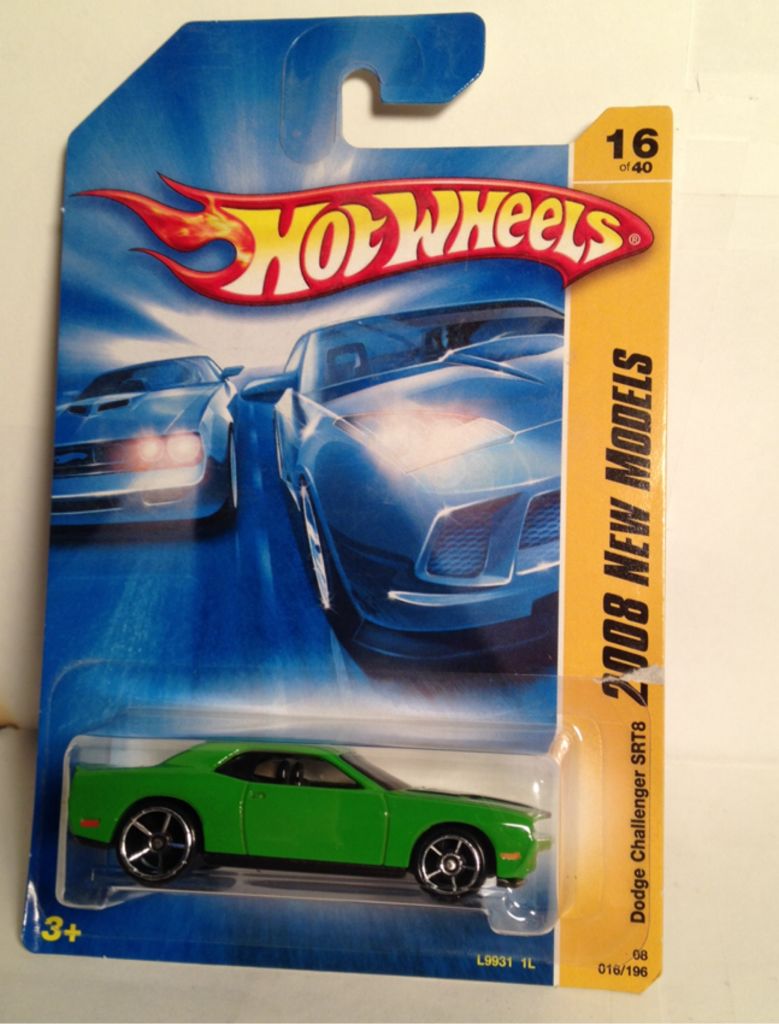 16
of 40
HOT WHEELS®
2008 NEW MODELS
Dodge Challenger SRT8
3+
L9931 1L
08
016/196